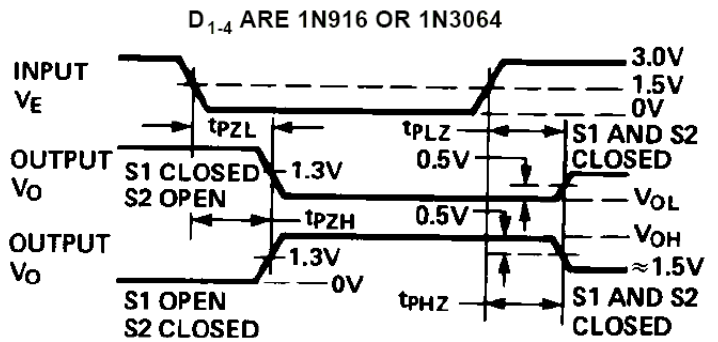 D1-4 ARE 1N916 OR 1N3064
INPUT
VE
3.0V
1.5V
0V
tPZL
tPLZ
S1 AND S2
CLOSED
OUTPUT
VO
S1 CLOSED
S2 OPEN
1.3V
0.5V
VOL
tPZH
0.5V
VOH
OUTPUT
VO
1.3V
0V
≈1.5V
S1 OPEN
S2 CLOSED
tPHZ
S1 AND S2
CLOSED